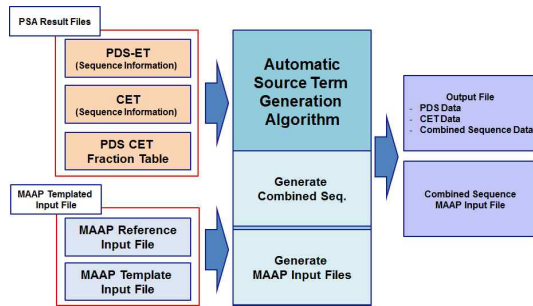 PSA Result Files
PDS-ET
(Sequence Information)
CET
(Sequence Information)
PDS CET
Fraction Table
MAAP Templated
Input File
MAAP Reference
Input File
MAAP Template
Input File
Automatic
Source Term
Generation
Algorithm
Generate
Combined Seq.
Generate
MAAP Input Files
Output File
- PDS Data
- CET Data
- Combined Sequence Data
Combined Sequence
MAAP Input File